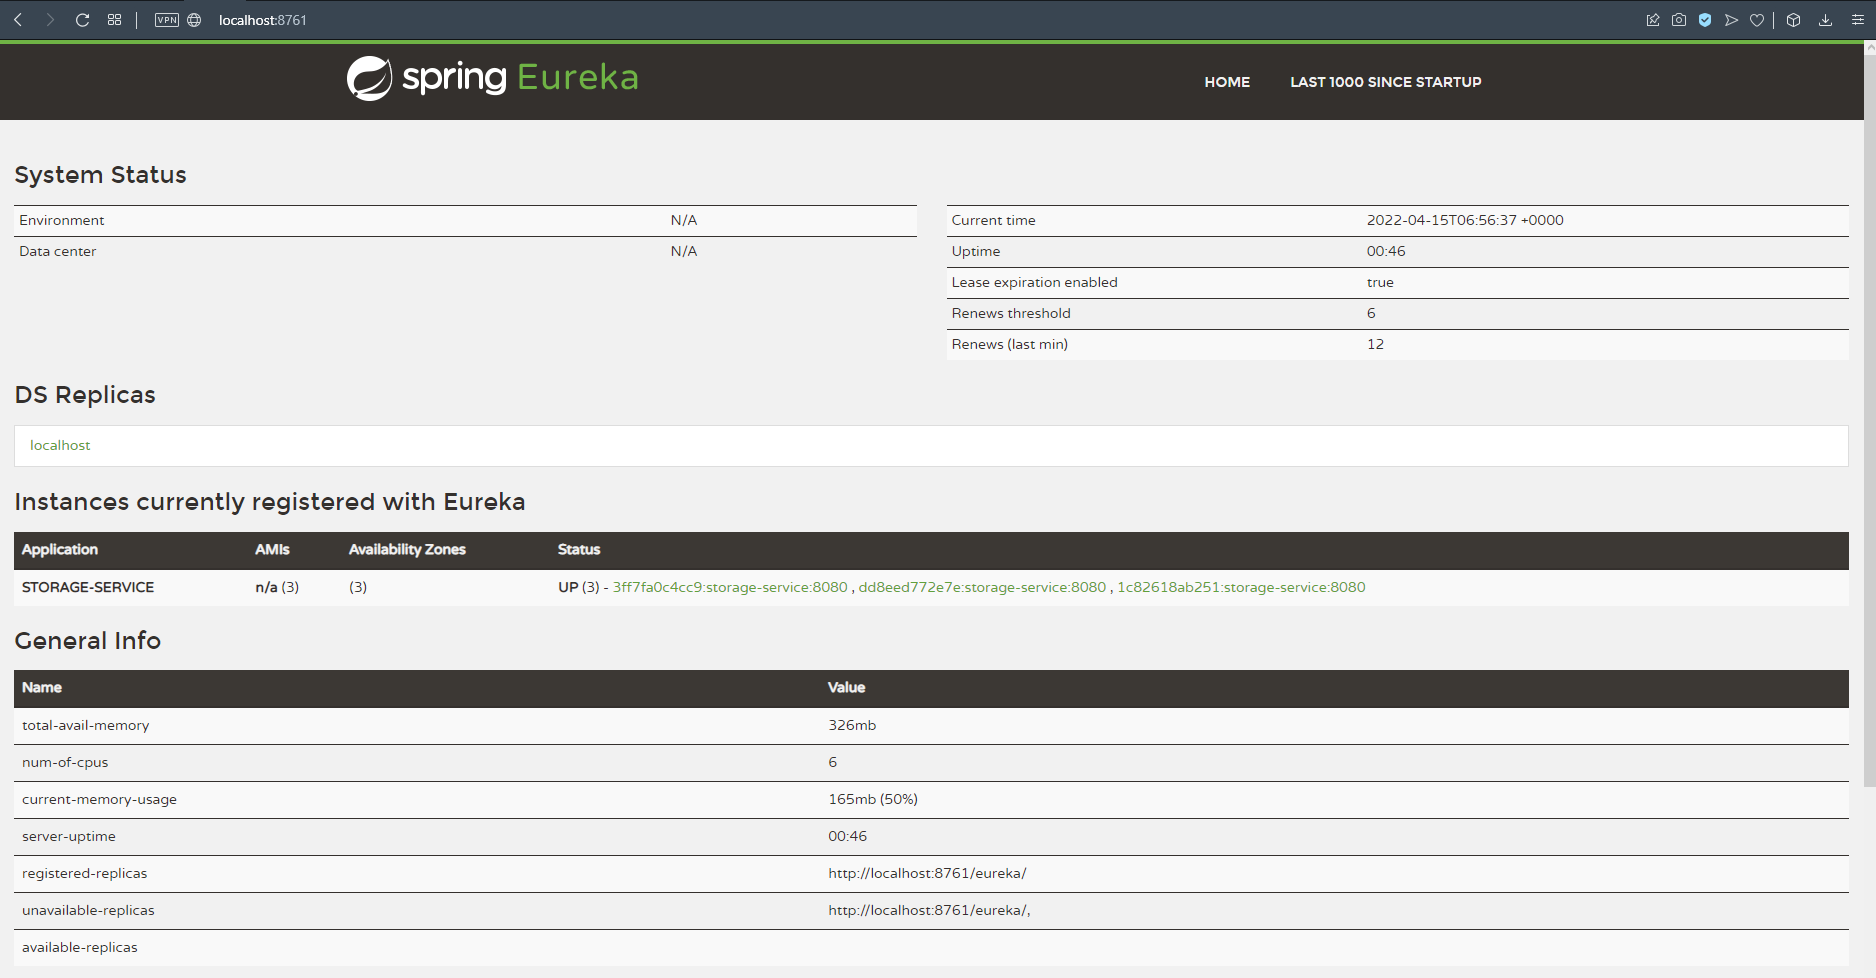 VPN localhost:8761
spring Eureka
HOME LAST 1000 SINCE STARTUP
System Status
Environment N/A
Data center N/A
Current time 2022-04-15T06:56:37 +0000
Uptime 00:46
Lease expiration enabled true
Renews threshold 6
Renews (last min) 12
DS Replicas
localhost
Instances currently registered with Eureka
Application AMIs Availability Zones Status
STORAGE-SERVICE n/a (3) (3) UP (3) - 3ff7fa0c4cc9:storage-service:8080 , dd8eed772e7e:storage-service:8080 , 1c82618ab251:storage-service:8080
General Info
Name Value
total-avail-memory 326mb
num-of-cpus 6
current-memory-usage 165mb (50%)
server-uptime 00:46
registered-replicas http://localhost:8761/eureka/
unavailable-replicas http://localhost:8761/eureka/,
available-replicas